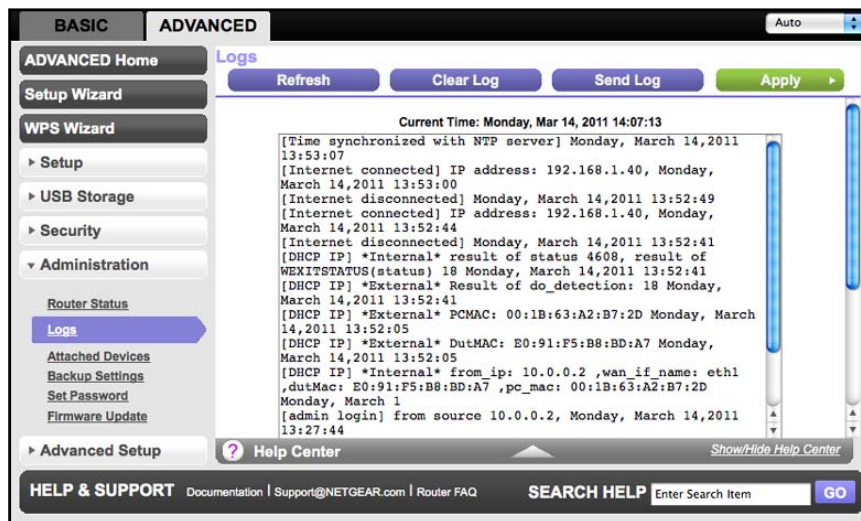 BASIC
ADVANCED
Auto
ADVANCED Home
Setup Wizard
WPS Wizard
Setup
USB Storage
Security
Administration
Router Status
Logs
Attached Devices
Backup Settings
Set Password
Firmware Update
Advanced Setup
Logs
Refresh
Clear Log
Send Log
Apply
Current Time: Monday, Mar 14, 2011 14:07:13
[Time synchronized with NTP server] Monday, March 14,2011
13:53:07
[Internet connected] IP address: 192.168.1.40, Monday,
March 14,2011 13:53:00
[Internet disconnected] Monday, March 14,2011 13:52:49
[Internet connected] IP address: 192.168.1.40, Monday,
March 14,2011 13:52:44
[Internet disconnected] Monday, March 14,2011 13:52:41
[DHCP IP] *Internal* result of status 4608, result of
WEXITSTATUS(status) 18 Monday, March 14,2011 13:52:41
[DHCP IP] *External* Result of do_detection: 18 Monday,
March 14,2011 13:52:41
[DHCP IP] *External* PCMAC: 00:1B:63:A2:B7:2D Monday, March
14,2011 13:52:05
[DHCP IP] *External* DutMAC: E0:91:F5:B8:BD:A7 Monday,
March 14,2011 13:52:05
[DHCP IP] *Internal* from_ip: 10.0.0.2 ,wan_if_name: eth1
,dutMac: E0:91:F5:B8:BD:A7 ,pc_mac: 00:1B:63:A2:B7:2D
Monday, March 1
[admin login] from source 10.0.0.2, Monday, March 14,2011
13:27:44
? Help Center
Show/Hide Help Center
HELP & SUPPORT Documentation | Support@NETGEAR.com | Router FAQ
SEARCH HELP Enter Search Item GO